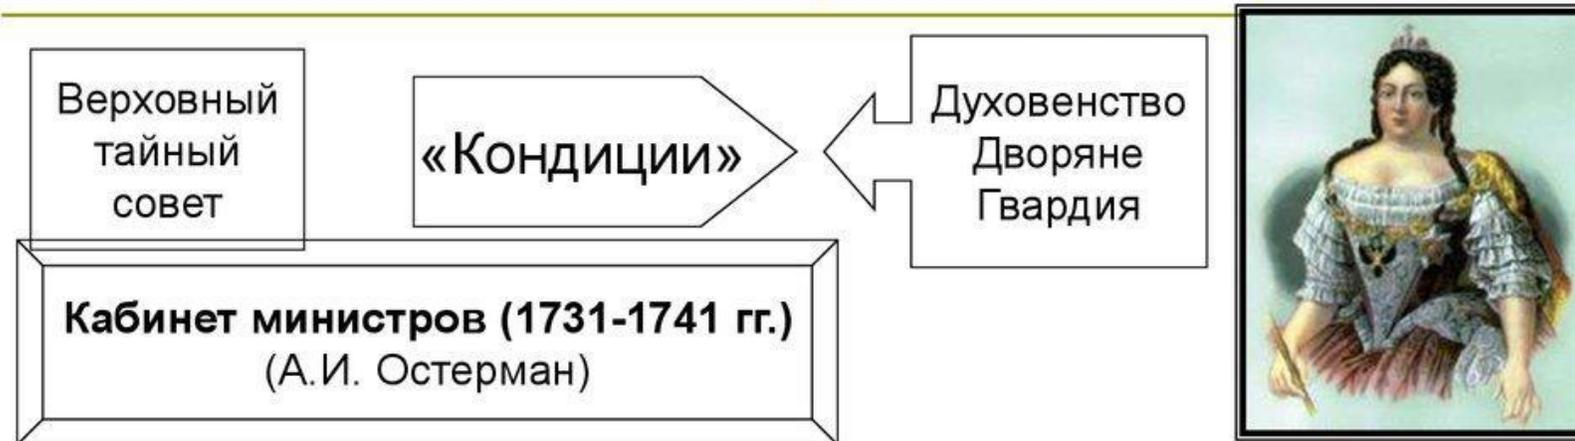 Верховный
тайный
совет
«Кондиции»
Духовенство
Дворяне
Гвардия
Кабинет министров (1731-1741 гг.)
(А.И. Остерман)